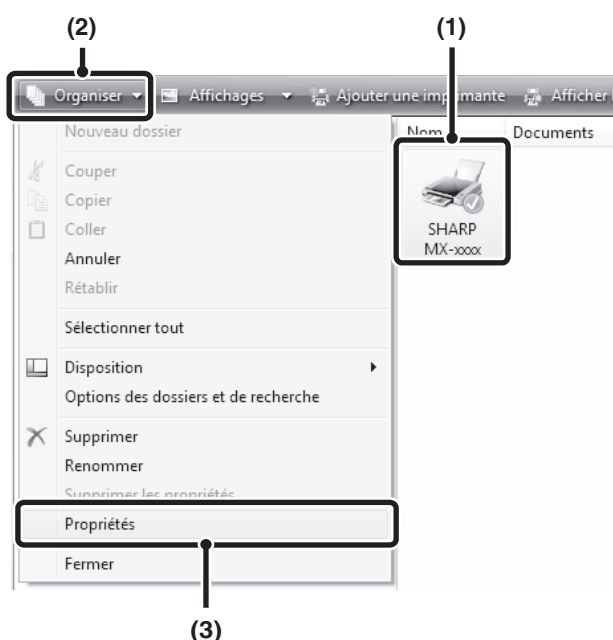 (2) (1)
Organiser Affichages Ajouter une imprimante Afficher
Nouveau dossier
Nom Documents
Couper
Copier
Coller
Annuler
Rétablir
SHARP
MX-xxxx
Sélectionner tout
Disposition
Options des dossiers et de recherche
Supprimer
Renommer
Supprimer les propriétés
Propriétés
Fermer
(3)